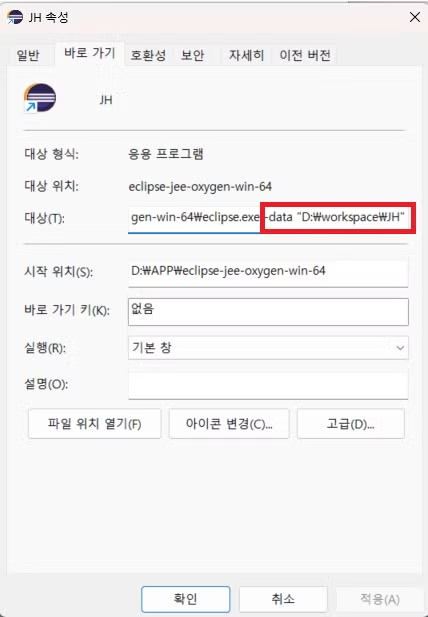 JH 속성
일반 바로 가기 호환성 보안 자세히 이전 버전
JH
대상 형식: 응용 프로그램
대상 위치: eclipse-jee-oxygen-win-64
대상(T): gen-win-64₩eclipse.exe -data "D:₩workspace₩JH"
시작 위치(S): D:₩APP₩eclipse-jee-oxygen-win-64
바로 가기 키(K): 없음
실행(R): 기본 창
설명(O):
파일 위치 열기(F) 아이콘 변경(C)... 고급(D)...
확인 취소 적용(A)